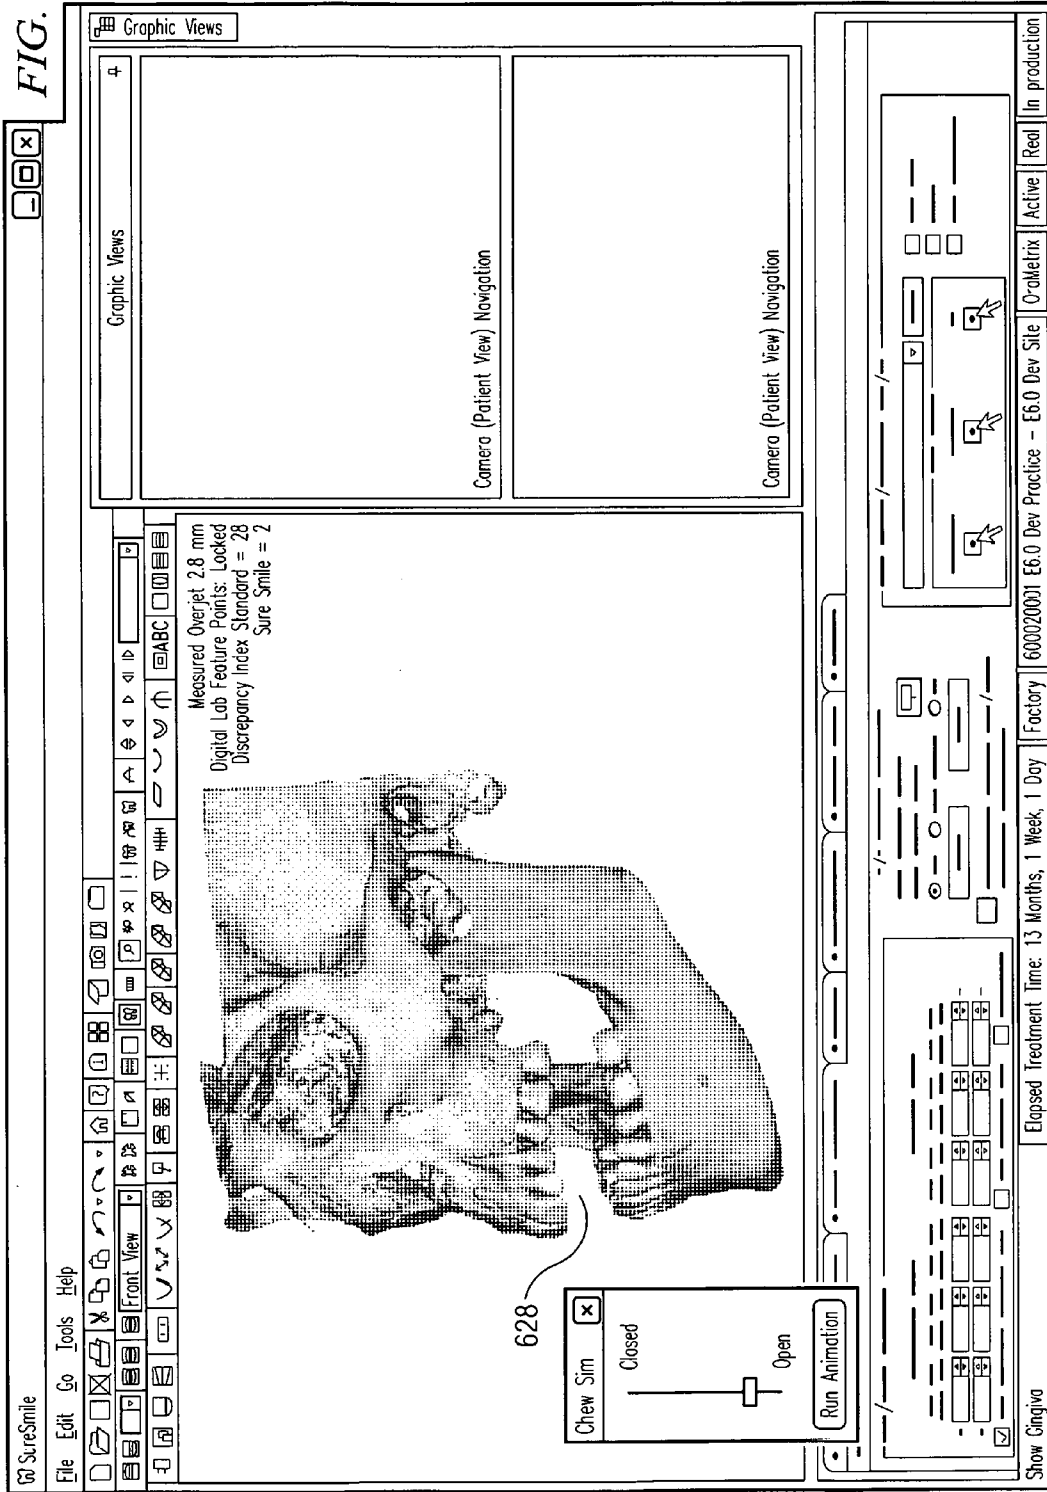 FIG.
SureSmile
File Edit Go Tools Help
Front View
ABC
Measured Overjet 2.8 mm
Digital Lab Feature Points: Locked
Discrepancy Index Standard = 28
Sure Smile = 2
Graphic Views
Graphic Views
Camera (Patient View) Navigation
Camera (Patient View) Navigation
628
Chew Sim
Closed
Open
Run Animation
Show Gingiva
Elapsed Treatment Time: 13 Months, 1 Week, 1 Day
Factory
600020001 E6.0 Dev Practice – E6.0 Dev Site
OraMetrix
Active
Real
In production